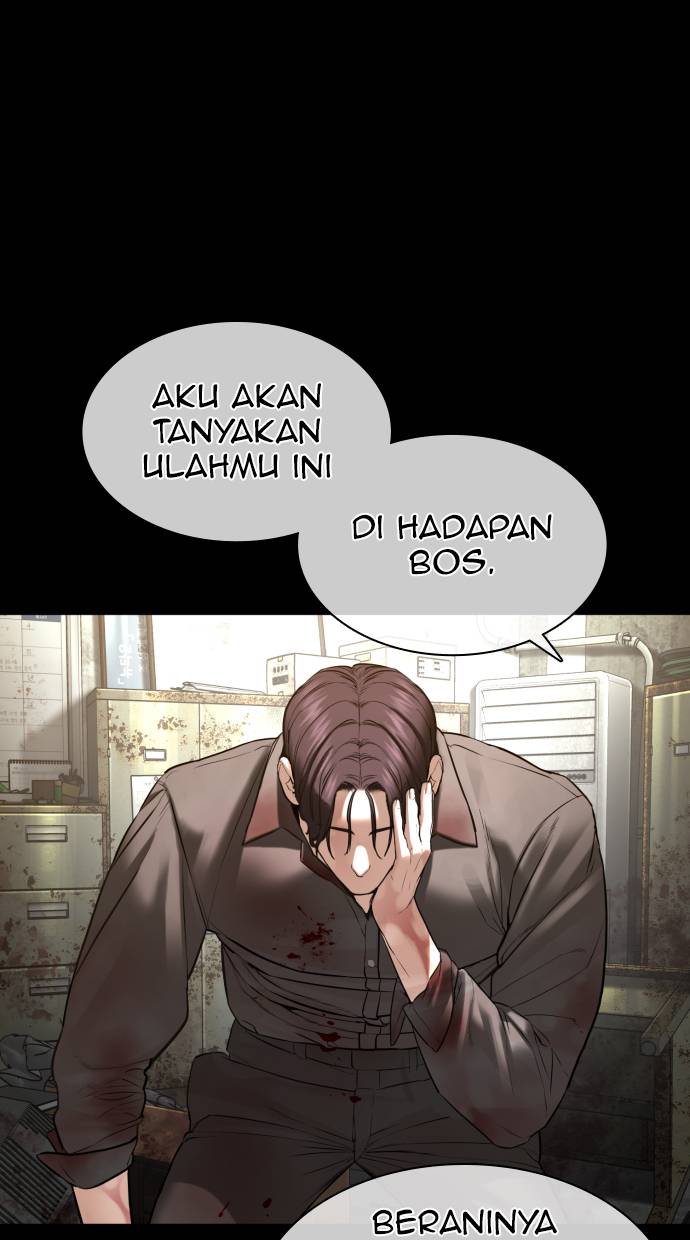 AKU AKAN
TANYAKAN
ULAHMU INI
DI HADAPAN
BOS.
BERANINYA